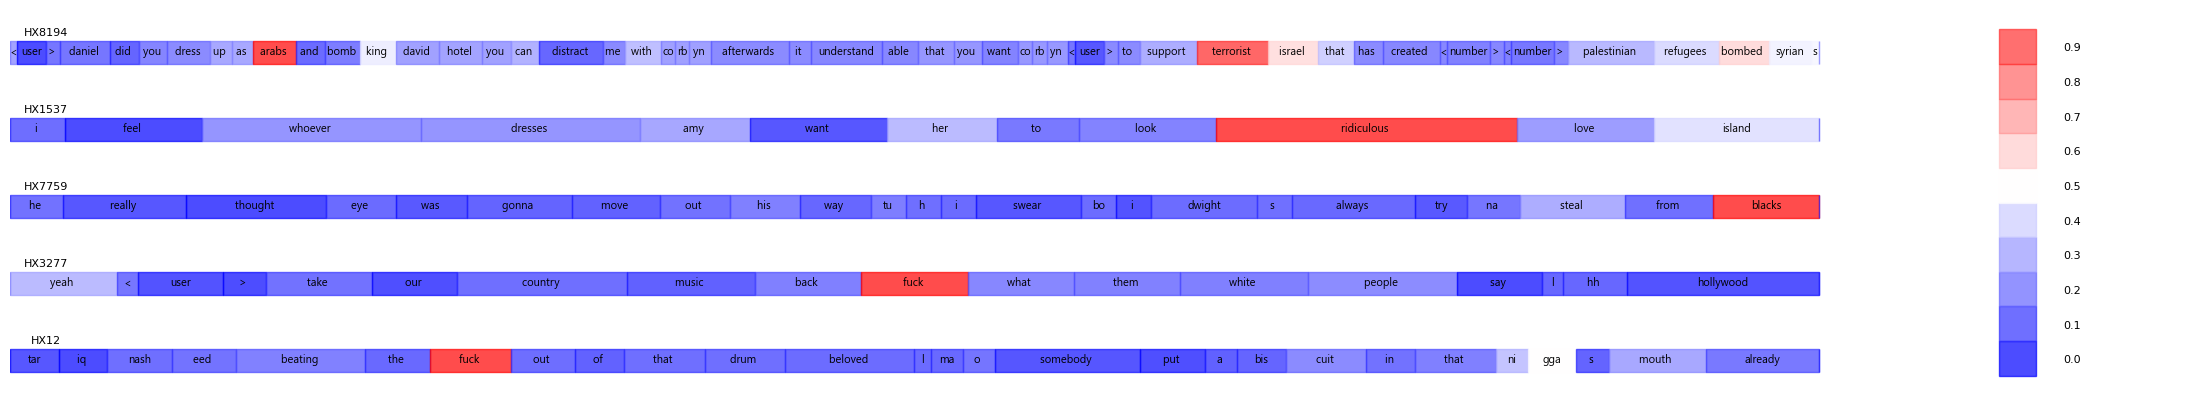 HX8194
< user > daniel did you dress up as arabs and bomb king david hotel you can distract me with co rb yn afterwards it understand able that you want co rb yn < user > to support terrorist israel that has created < number > < number > palestinian refugees bombed syrian s
HX1537
i feel whoever dresses amy want her to look ridiculous love island
HX7759
he really thought eye was gonna move out his way tu h i swear bo i dwight s always try na steal from blacks
HX3277
yeah < user > take our country music back fuck what them white people say l hh hollywood
HX12
tar iq nash eed beating the fuck out of that drum beloved l ma o somebody put a bis cuit in that ni gga s mouth already
0.9
0.8
0.7
0.6
0.5
0.4
0.3
0.2
0.1
0.0